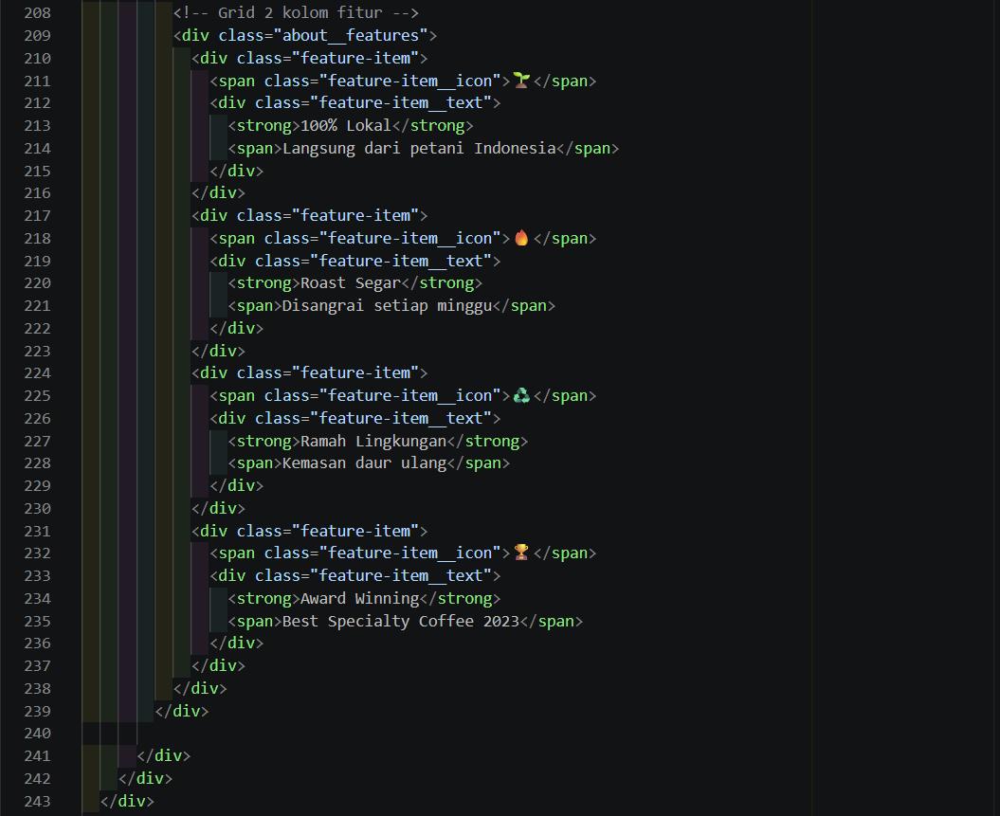 208 <!-- Grid 2 kolom fitur -->
209 <div class="about__features">
210 <div class="feature-item">
211 <span class="feature-item__icon">🌱</span>
212 <div class="feature-item__text">
213 <strong>100% Lokal</strong>
214 <span>Langsung dari petani Indonesia</span>
215 </div>
216 </div>
217 <div class="feature-item">
218 <span class="feature-item__icon">🔥</span>
219 <div class="feature-item__text">
220 <strong>Roast Segar</strong>
221 <span>Disangrai setiap minggu</span>
222 </div>
223 </div>
224 <div class="feature-item">
225 <span class="feature-item__icon">♻️</span>
226 <div class="feature-item__text">
227 <strong>Ramah Lingkungan</strong>
228 <span>Kemasan daur ulang</span>
229 </div>
230 </div>
231 <div class="feature-item">
232 <span class="feature-item__icon">🏆</span>
233 <div class="feature-item__text">
234 <strong>Award Winning</strong>
235 <span>Best Specialty Coffee 2023</span>
236 </div>
237 </div>
238 </div>
239 </div>
240
241 </div>
242 </div>
243 </div>